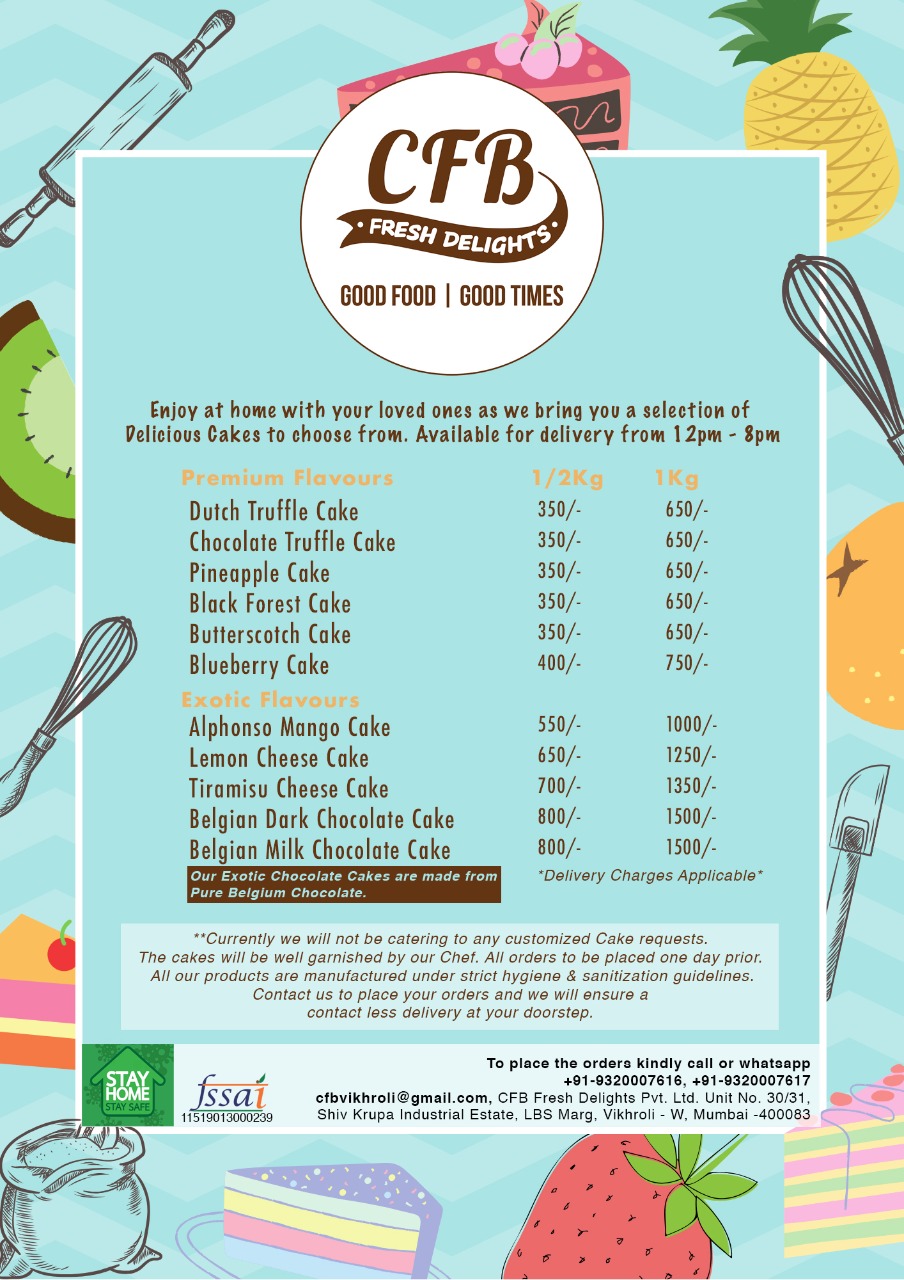 CFB
• FRESH DELIGHTS •
GOOD FOOD | GOOD TIMES
Enjoy at home with your loved ones as we bring you a selection of
Delicious Cakes to choose from. Available for delivery from 12pm - 8pm
Premium Flavours 1/2Kg 1Kg
Dutch Truffle Cake 350/- 650/-
Chocolate Truffle Cake 350/- 650/-
Pineapple Cake 350/- 650/-
Black Forest Cake 350/- 650/-
Butterscotch Cake 350/- 650/-
Blueberry Cake 400/- 750/-
Exotic Flavours
Alphonso Mango Cake 550/- 1000/-
Lemon Cheese Cake 650/- 1250/-
Tiramisu Cheese Cake 700/- 1350/-
Belgian Dark Chocolate Cake 800/- 1500/-
Belgian Milk Chocolate Cake 800/- 1500/-
Our Exotic Chocolate Cakes are made from
Pure Belgium Chocolate.
*Delivery Charges Applicable*
**Currently we will not be catering to any customized Cake requests.
The cakes will be well garnished by our Chef. All orders to be placed one day prior.
All our products are manufactured under strict hygiene & sanitization guidelines.
Contact us to place your orders and we will ensure a
contact less delivery at your doorstep.
STAY
HOME
STAY SAFE
fssai
11519013000239
To place the orders kindly call or whatsapp
+91-9320007616, +91-9320007617
cfbvikhroli@gmail.com, CFB Fresh Delights Pvt. Ltd. Unit No. 30/31,
Shiv Krupa Industrial Estate, LBS Marg, Vikhroli - W, Mumbai -400083